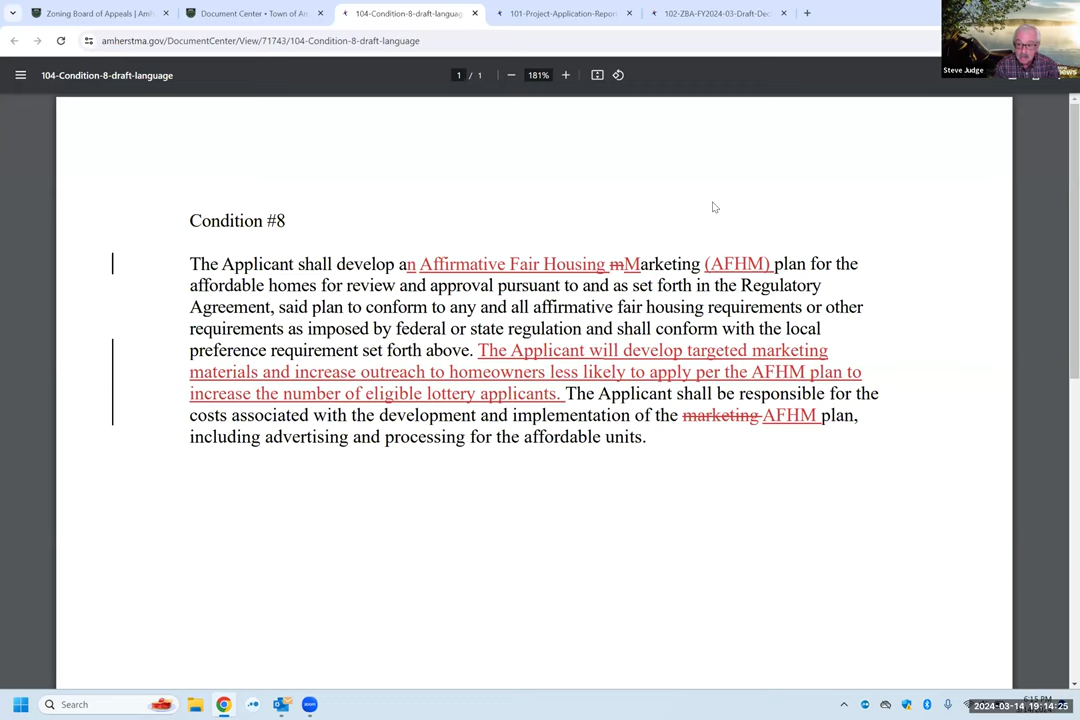 Zoning Board of Appeals | Amh
Document Center • Town of Am
104-Condition-8-draft-languag
101-Project-Application-Repor
102-ZBA-FY2024-03-Draft-Dec
amherstma.gov/DocumentCenter/View/71743/104-Condition-8-draft-language
104-Condition-8-draft-language
1 / 1
181%
Steve Judge
news
Condition #8
The Applicant shall develop an Affirmative Fair Housing mMarketing (AFHM) plan for the
affordable homes for review and approval pursuant to and as set forth in the Regulatory
Agreement, said plan to conform to any and all affirmative fair housing requirements or other
requirements as imposed by federal or state regulation and shall conform with the local
preference requirement set forth above. The Applicant will develop targeted marketing
materials and increase outreach to homeowners less likely to apply per the AFHM plan to
increase the number of eligible lottery applicants. The Applicant shall be responsible for the
costs associated with the development and implementation of the marketing AFHM plan,
including advertising and processing for the affordable units.
Search
6:15 PM
2024-03-14 19:14:25